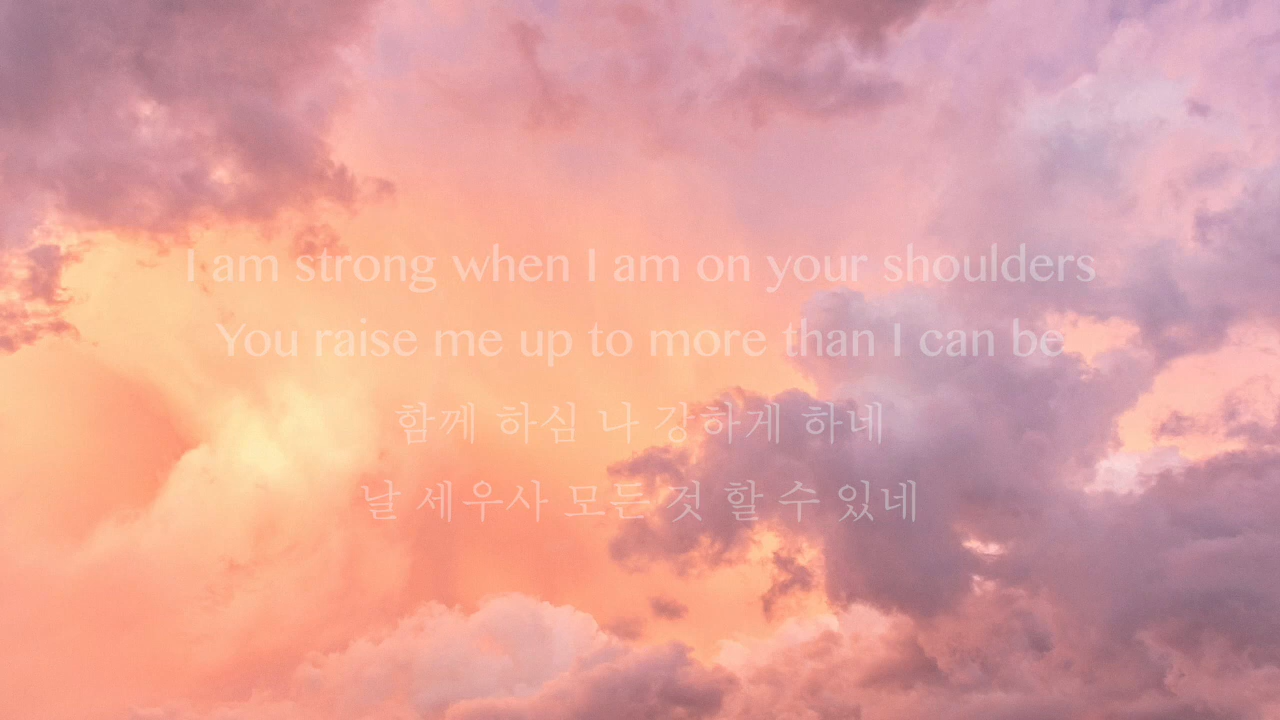 I am strong when I am on your shoulders
You raise me up to more than I can be
함께 하심 나 강하게 하네
날 세우사 모든 것 할 수 있네